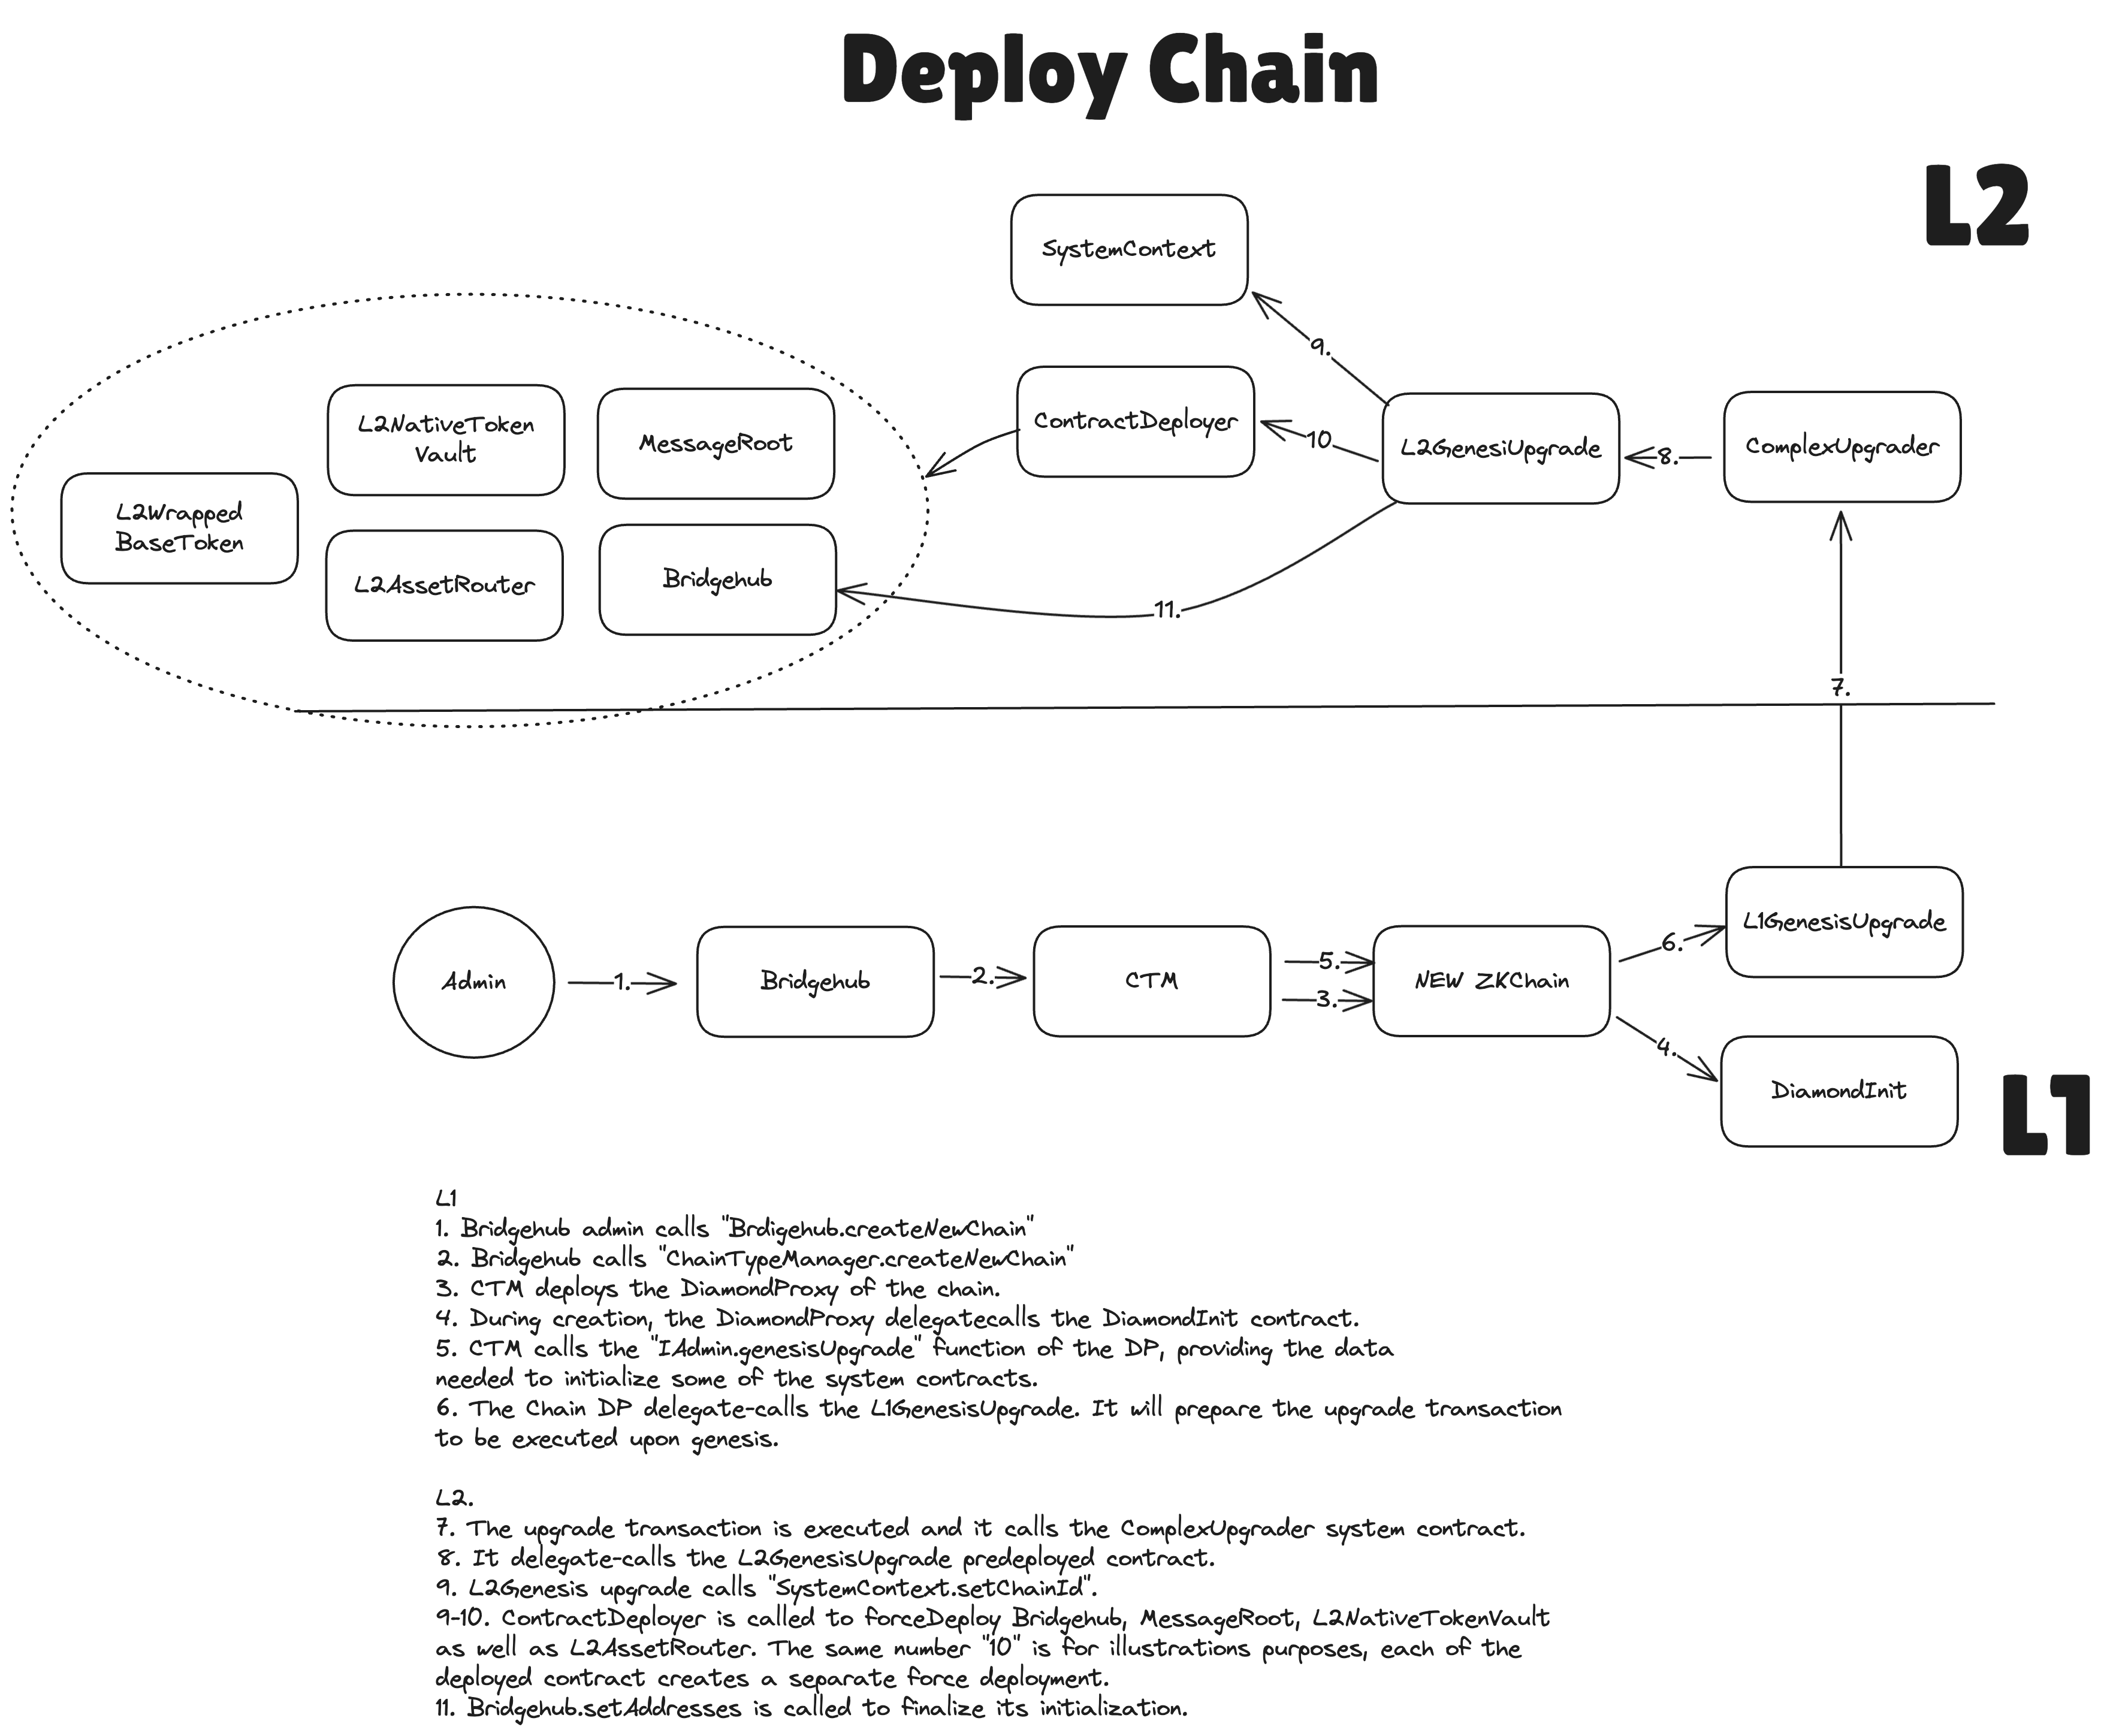 Deploy Chain
L2
SystemContext
9.
ContractDeployer
10
L2GenesiUpgrade
8.
ComplexUpgrader
L2NativeToken
Vault
MessageRoot
L2Wrapped
BaseToken
L2AssetRouter
Bridgehub
11.
7.
Admin
1.
Bridgehub
2.
CTM
5.
3.
NEW ZKChain
6.
L1GenesisUpgrade
4.
DiamondInit
L1
L1
1. Bridgehub admin calls "Brdigehub.createNewChain"
2. Bridgehub calls "ChainTypeManager.createNewChain"
3. CTM deploys the DiamondProxy of the chain.
4. During creation, the DiamondProxy delegatecalls the DiamondInit contract.
5. CTM calls the "IAdmin.genesisUpgrade" function of the DP, providing the data
needed to initialize some of the system contracts.
6. The Chain DP delegate-calls the L1GenesisUpgrade. It will prepare the upgrade transaction
to be executed upon genesis.
L2.
7. The upgrade transaction is executed and it calls the ComplexUpgrader system contract.
8. It delegate-calls the L2GenesisUpgrade predeployed contract.
9. L2Genesis upgrade calls "SystemContext.setChainId".
9-10. ContractDeployer is called to forceDeploy Bridgehub, MessageRoot, L2NativeTokenVault
as well as L2AssetRouter. The same number "10" is for illustrations purposes, each of the
deployed contract creates a separate force deployment.
11. Bridgehub.setAddresses is called to finalize its initialization.